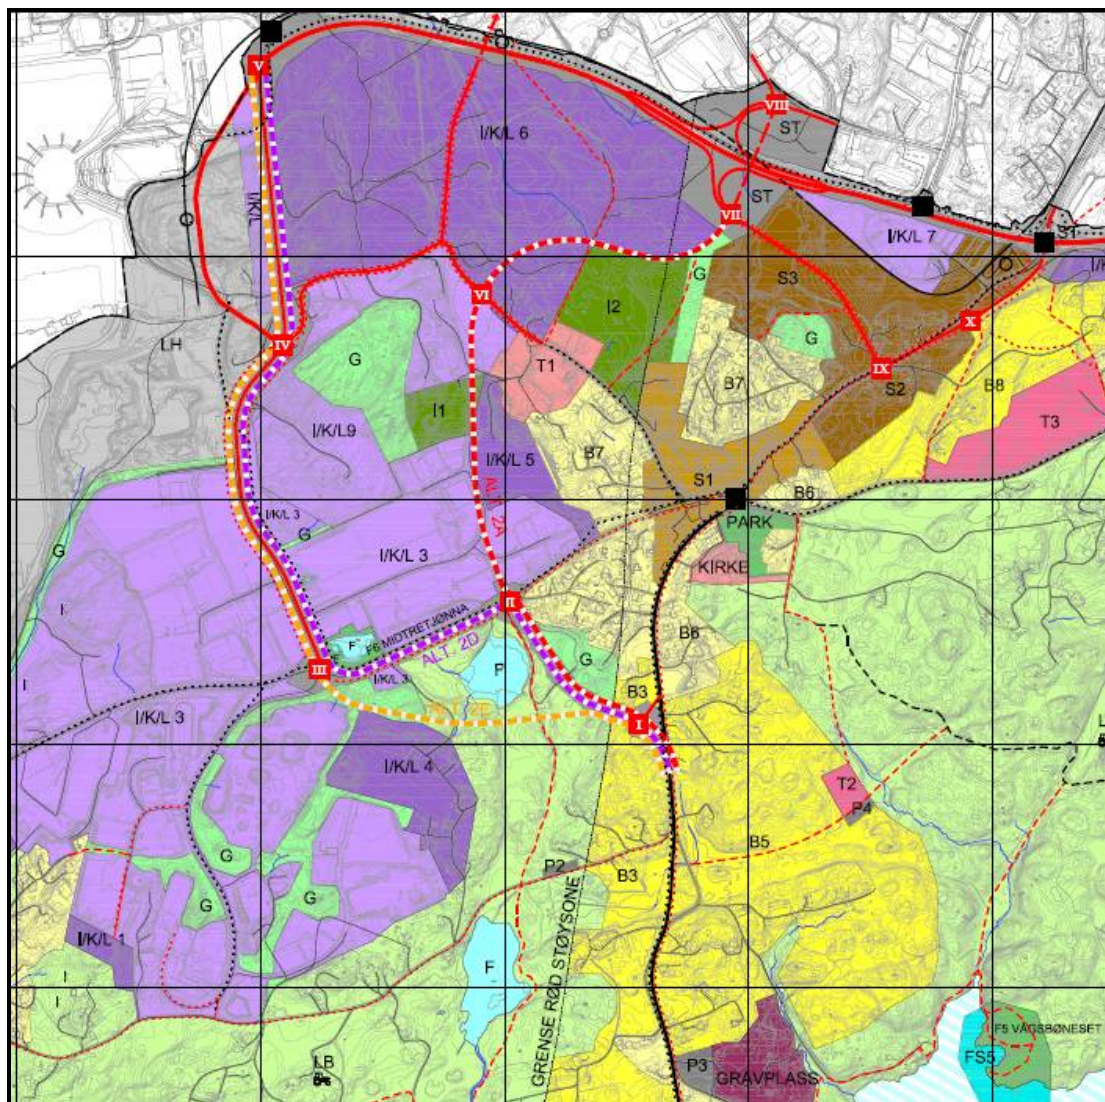 V
VIII
I/K/L 6
ST
I/K/L
ST
VII
I/K/L 7
S1
S3
G
VI
I2
X
LH
IV
G
G
T1
IX
B7
S2
B8
I1
T3
I/K/L9
B7
I/K/L 5
S1
B6
ALT. 2A
I/K/L 3
PARK
G
I/K/L 3
KIRKE
II
F6 MIDTRETJØNNA
B6
F
ALT. 2D
F
G
III
I/K/L 3
B3
I/K/L 3
I
I/K/L 4
T2
P4
B5
G
P2
B3
G
G
I/K/L 1
F
GRENSE RØD STØYSONE
F5 VÅGSBØNESET
FS5
LB
P3
GRAVPLASS